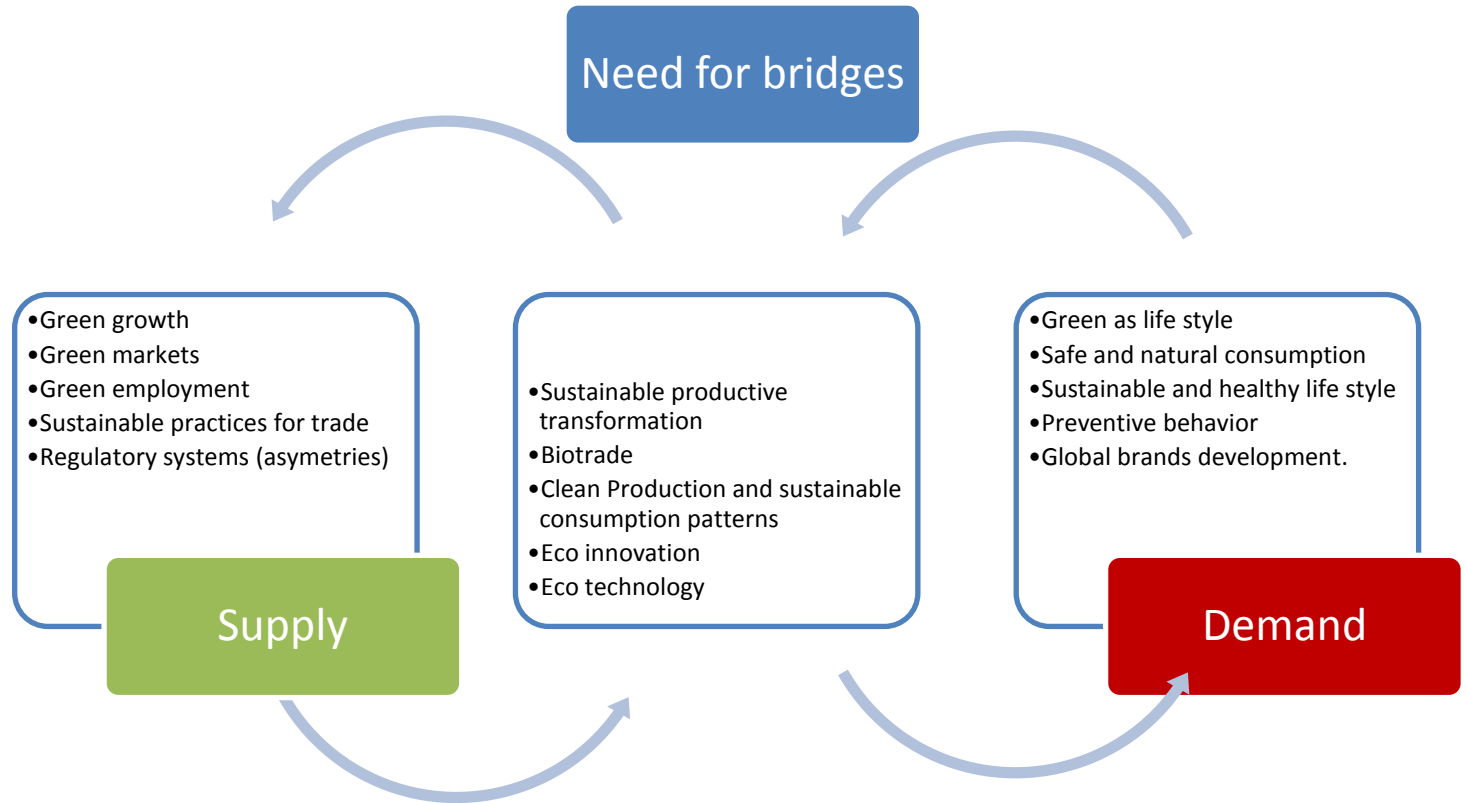 Need for bridges
•Green growth
•Green markets
•Green employment
•Sustainable practices for trade
•Regulatory systems (asymetries)
Supply
•Sustainable productive
transformation
•Biotrade
•Clean Production and sustainable
consumption patterns
•Eco innovation
•Eco technology
•Green as life style
•Safe and natural consumption
•Sustainable and healthy life style
•Preventive behavior
•Global brands development.
Demand